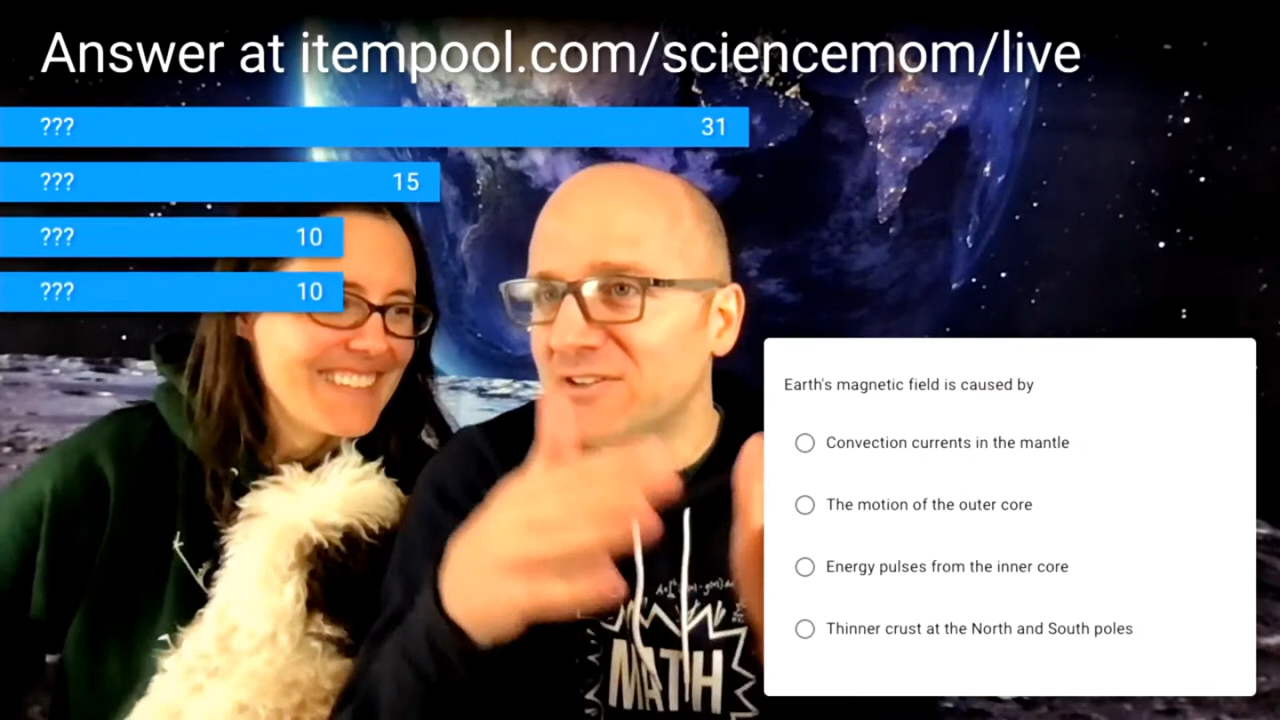 Answer at itempool.com/sciencemom/live
??? 31
??? 15
??? 10
??? 10
Earth's magnetic field is caused by
Convection currents in the mantle
The motion of the outer core
Energy pulses from the inner core
Thinner crust at the North and South poles
MATH